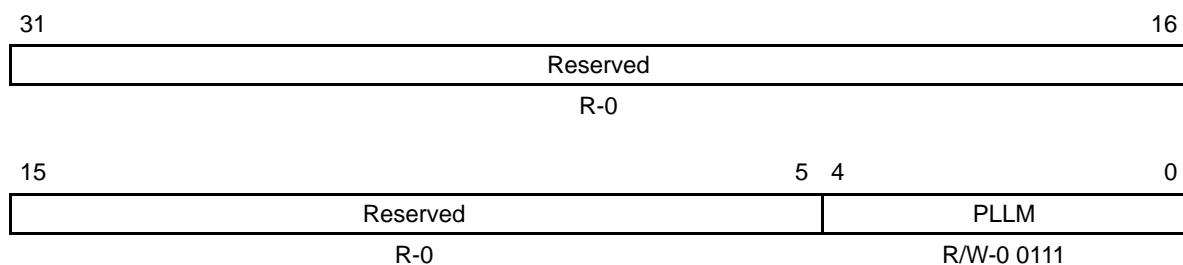 31 16
Reserved
R-0
15 5 4 0
Reserved PLLM
R-0 R/W-0 0111